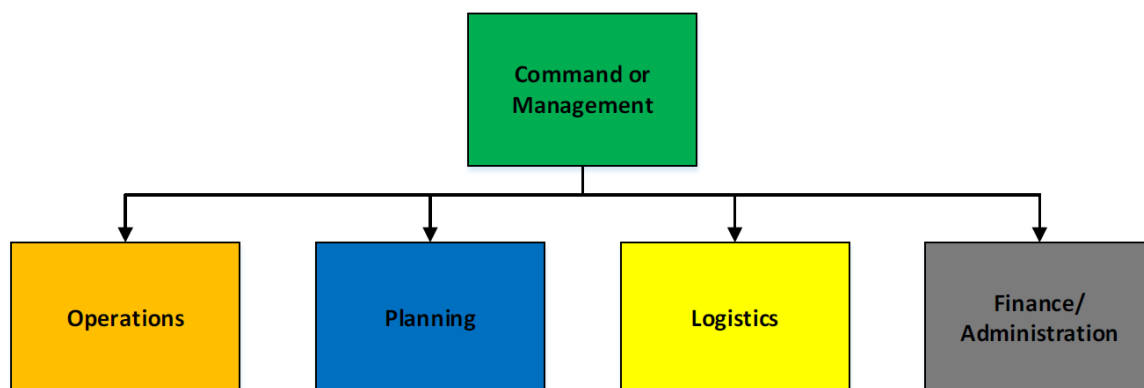 Command or
Management
Operations
Planning
Logistics
Finance/
Administration